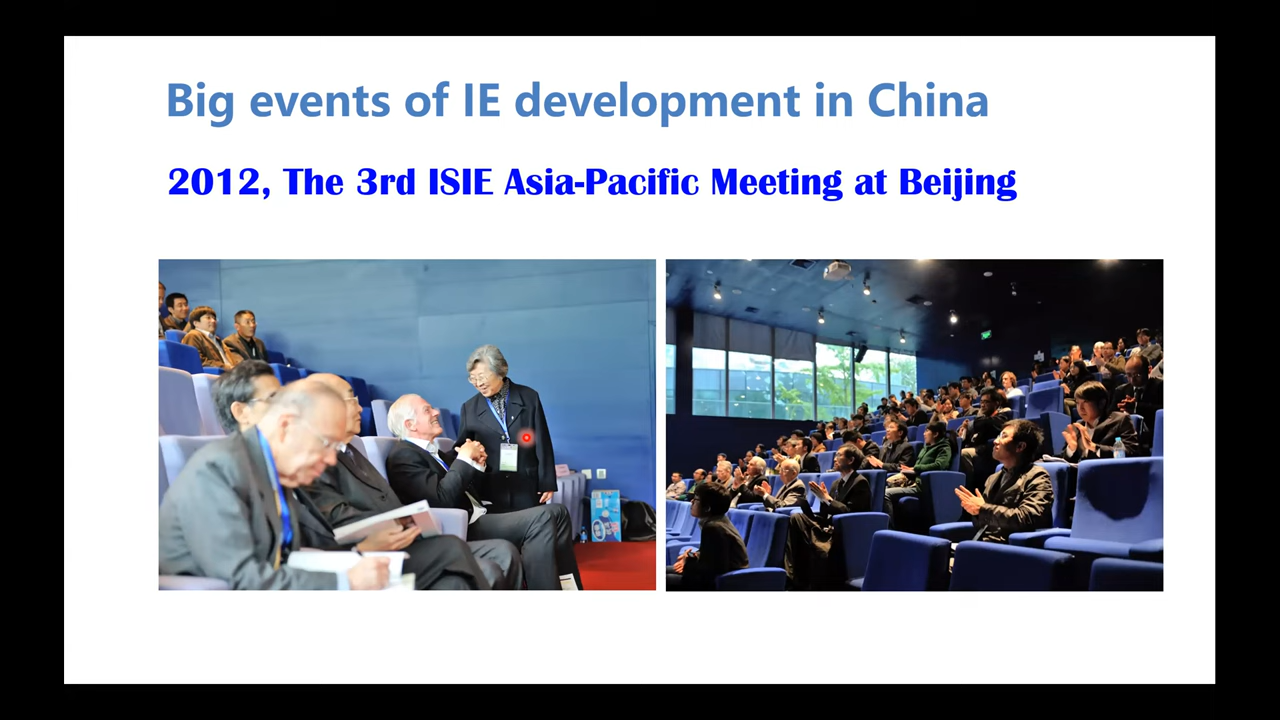 Big events of IE development in China
2012, The 3rd ISIE Asia-Pacific Meeting at Beijing